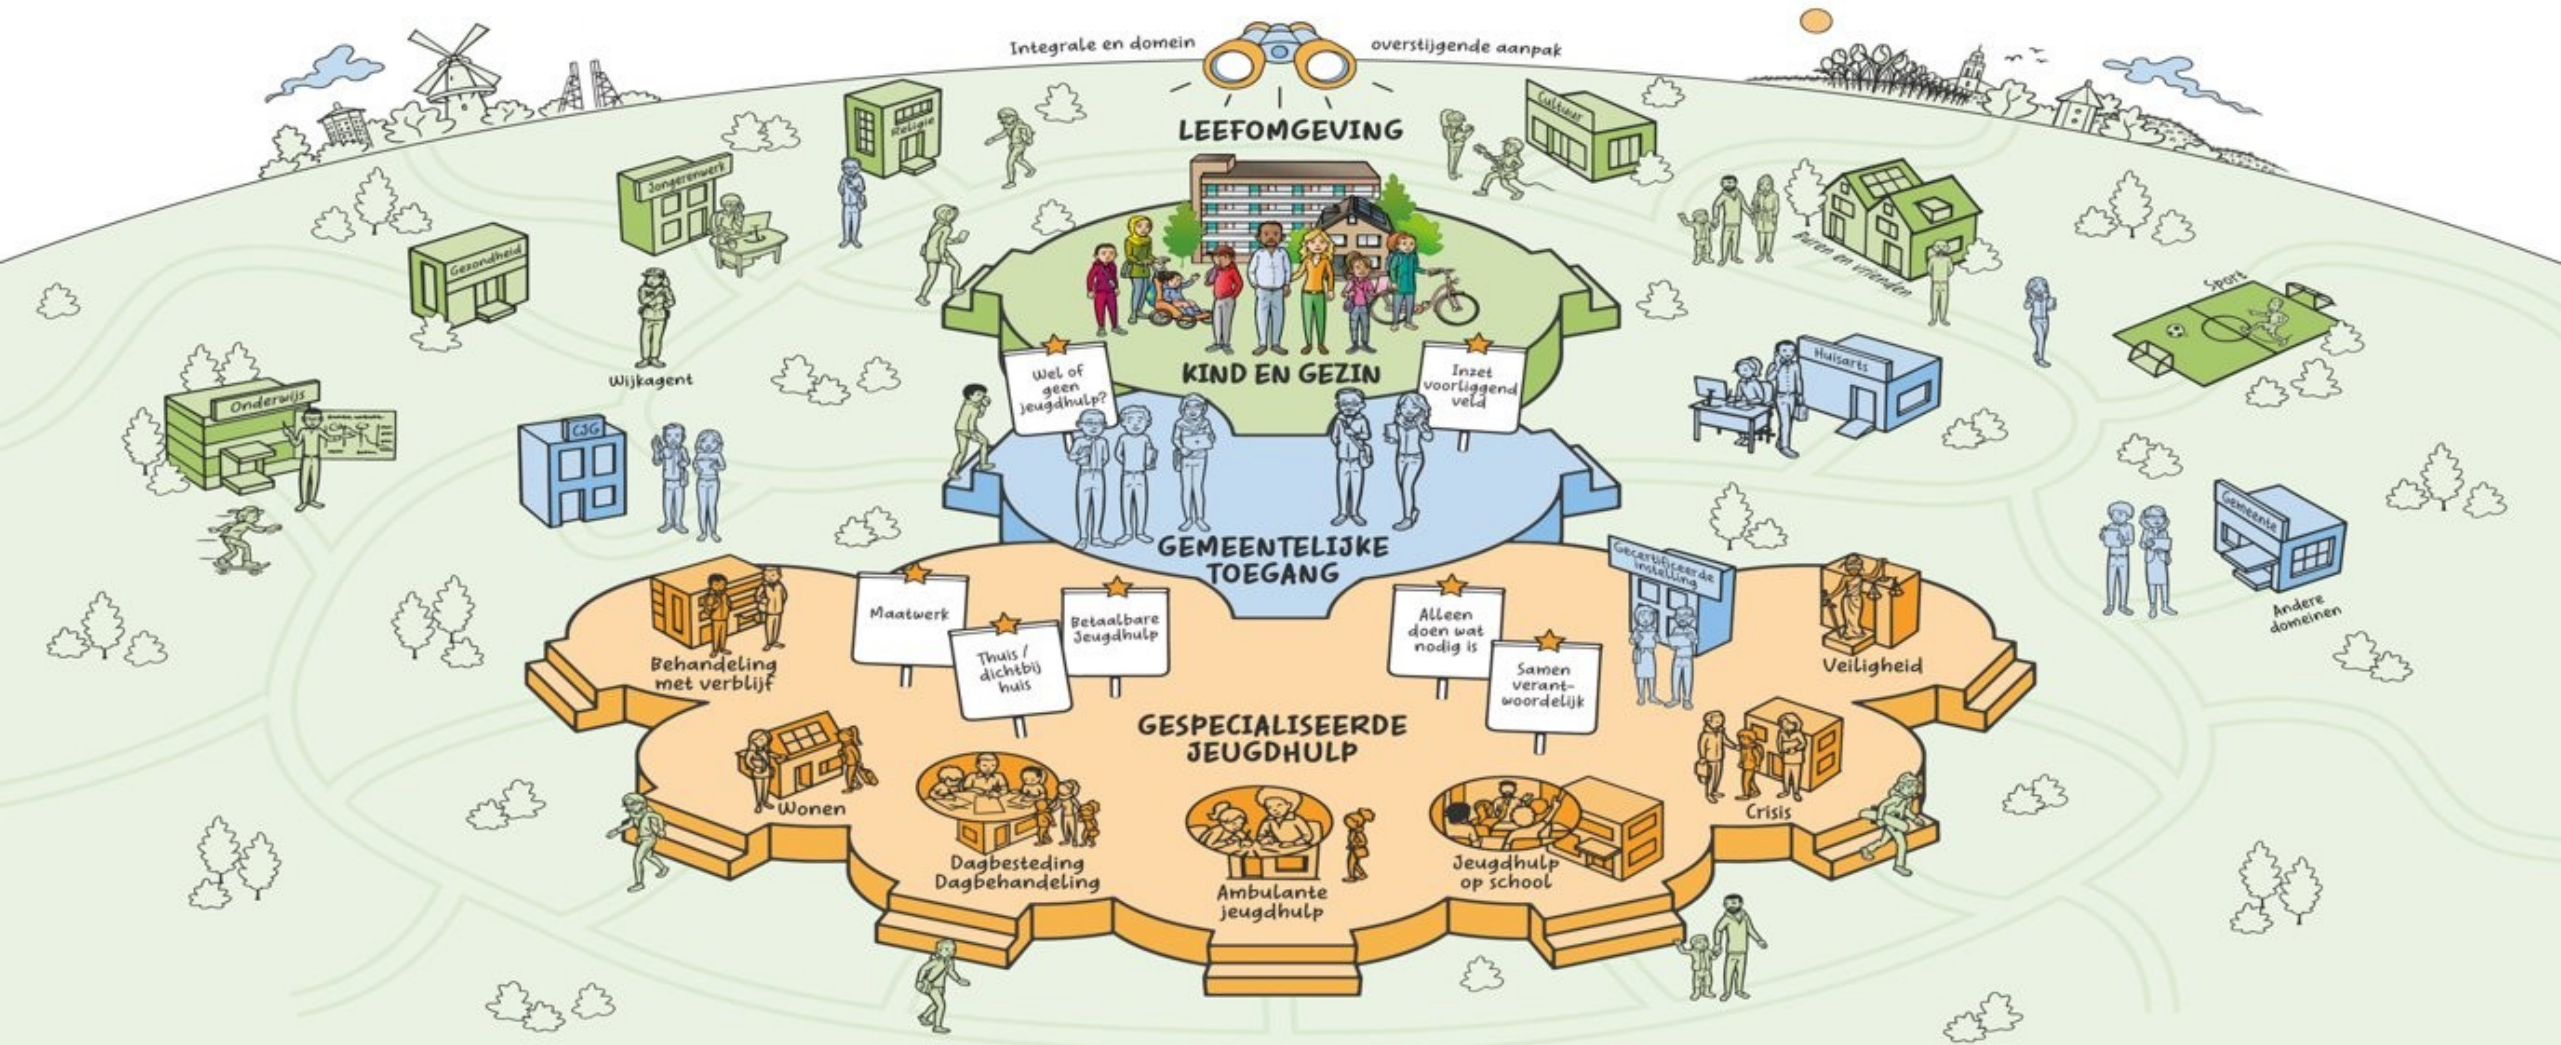 Integrale en domein
overstijgende aanpak
LEEFOMGEVING
Religie
Cultuur
Jongerenwerk
Gezondheid
Buren en vrienden
Sport
Wijkagent
Onderwijs
CJG
Huisarts
Wel of
geen
jeugdhulp?
KIND EN GEZIN
Inzet
voorliggend
veld
Gemeente
Andere
domeinen
GEMEENTELIJKE
TOEGANG
Gecertificeerde
instelling
Maatwerk
Thuis /
dichtbij
huis
Betaalbare
Jeugdhulp
Alleen
doen wat
nodig is
Samen
verant-
woordelijk
Behandeling
met verblijf
Veiligheid
GESPECIALISEERDE
JEUGDHULP
Wonen
Crisis
Dagbesteding
Dagbehandeling
Ambulante
jeugdhulp
Jeugdhulp
op school